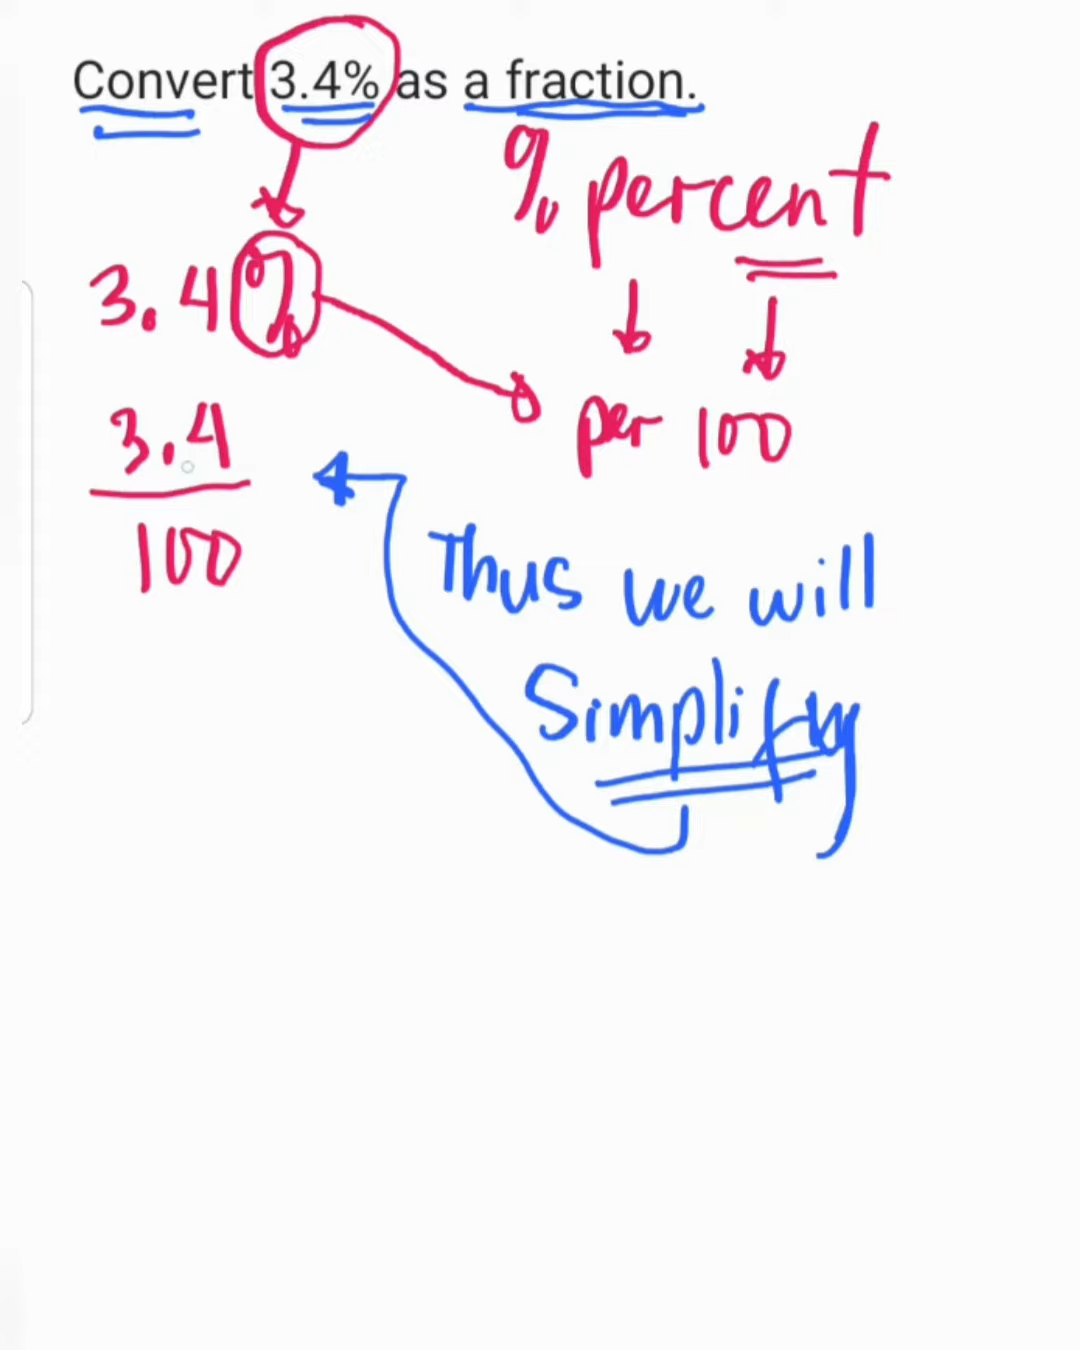 Convert 3.4% as a fraction.
% percent
3.4%
per 100
3.4
100
Thus we will
Simplify